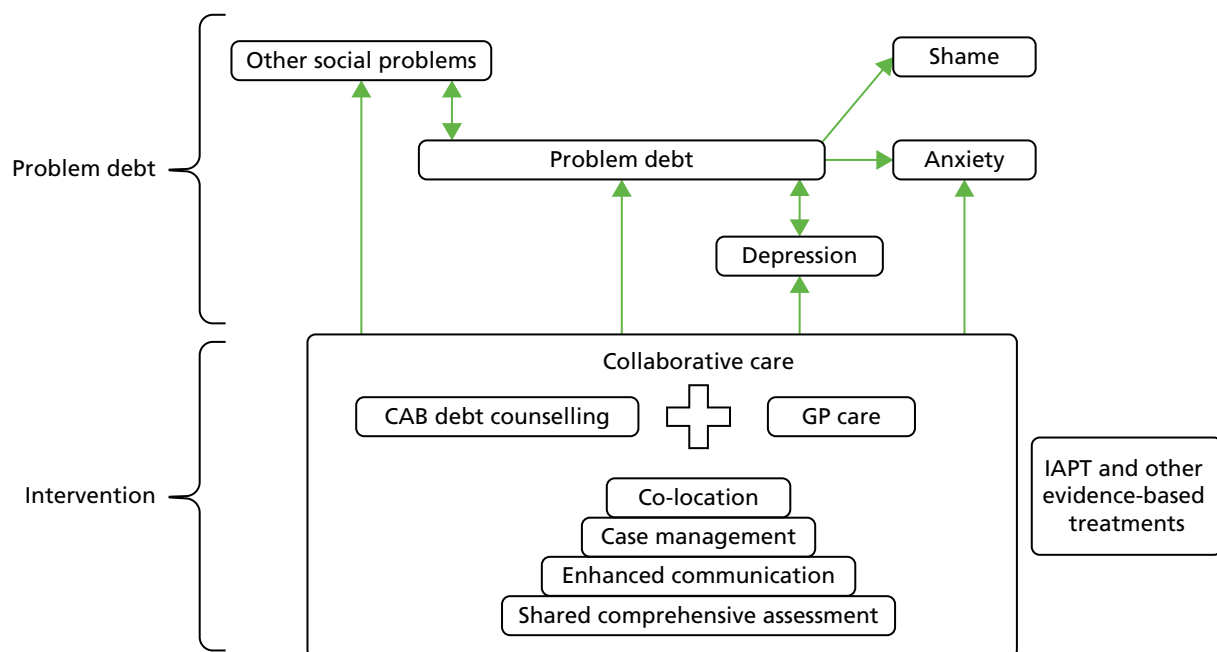 Other social problems
Shame
Problem debt
Problem debt
Anxiety
Depression
Collaborative care
CAB debt counselling
GP care
Intervention
IAPT and other
evidence-based
treatments
Co-location
Case management
Enhanced communication
Shared comprehensive assessment